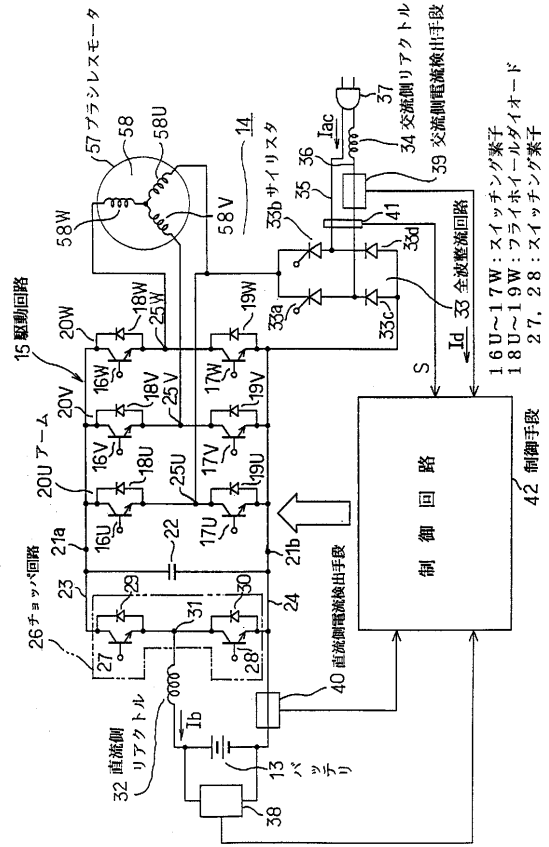 57 ブラシレスモータ
58
58U
58W
58V
14
15 駆動回路
20W
18W
25W
16W
19W
17W
20V
18V
25V
16V
19V
17V
20U アーム
18U
25U
16U
19U
17U
21a
21b
22
23
24
26 チョッパ回路
29
27
31
30
28
32 直流側
リアクトル
Ib
13
バッテリ
38
40 直流側電流検出手段
33b サイリスタ
33a
33d
33c
33 全波整流回路
35
36
Iac
37
34 交流側リアクトル
39 交流側電流検出手段
41
S
Id
制御回路
42 制御手段
16U~17W:スイッチング素子
18U~19W:フライホイールダイオード
27,28:スイッチング素子